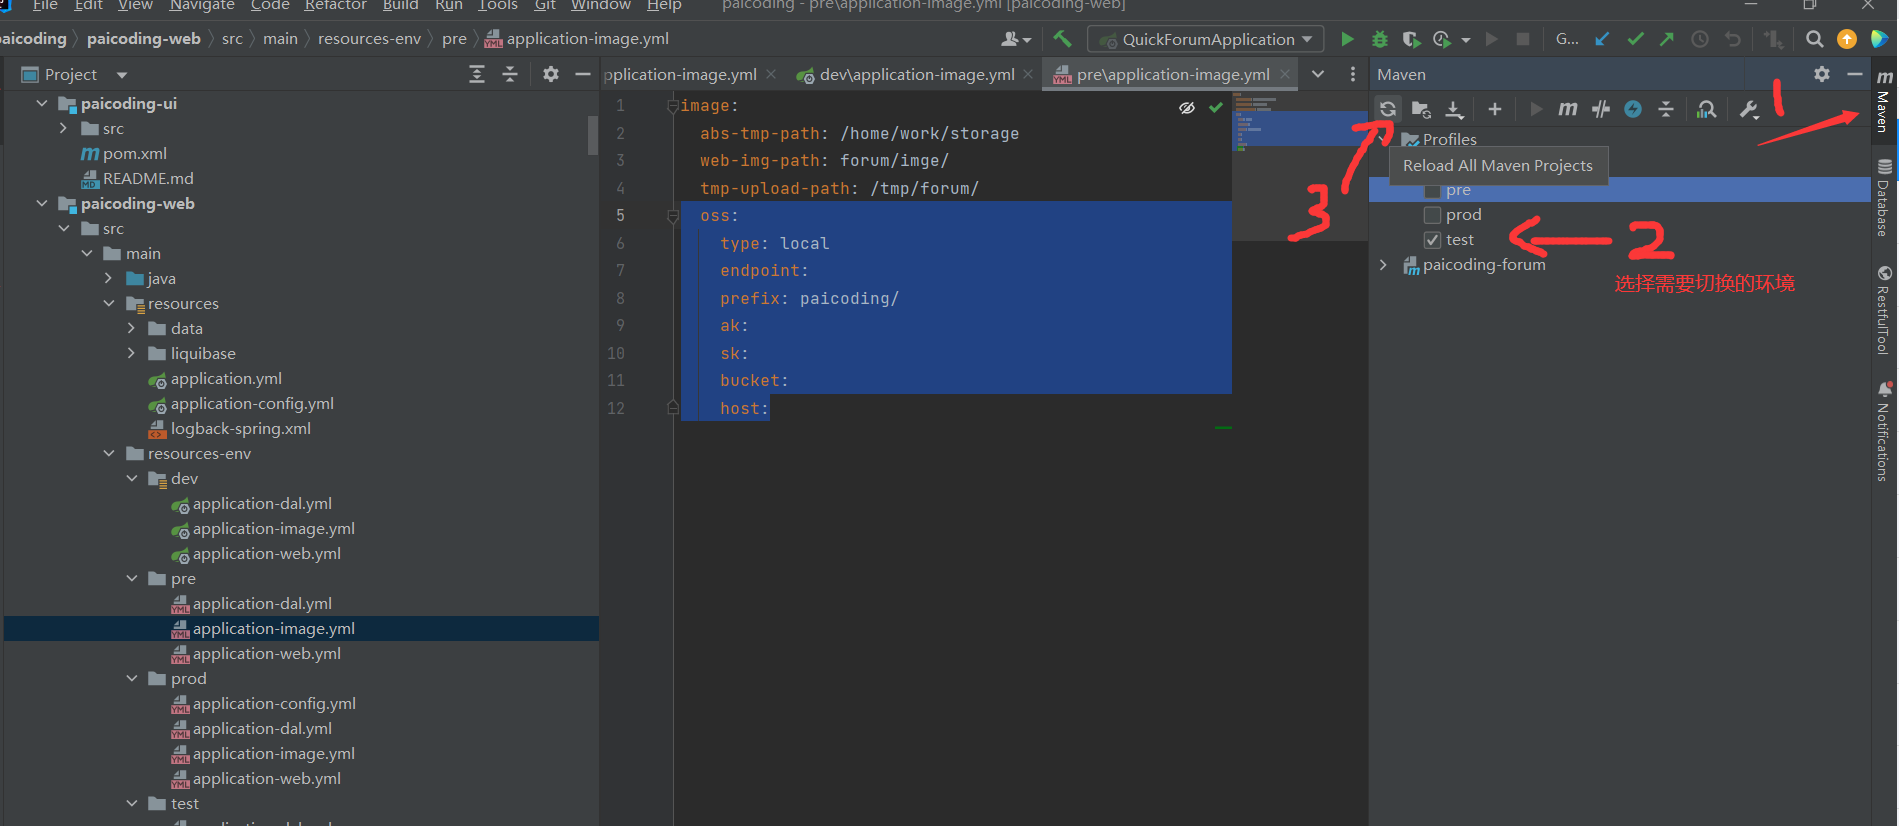 File Edit View Navigate Code Refactor Build Run Tools Git Window Help paicoding - pre\application-image.yml [paicoding-web]
paicoding paicoding-web src main resources-env pre application-image.yml QuickForumApplication G...
Project
pplication-image.yml dev\application-image.yml pre\application-image.yml
Maven
paicoding-ui
src
pom.xml
README.md
paicoding-web
src
main
java
resources
data
liquibase
application.yml
application-config.yml
logback-spring.xml
resources-env
dev
application-dal.yml
application-image.yml
application-web.yml
pre
application-dal.yml
application-image.yml
application-web.yml
prod
application-config.yml
application-dal.yml
application-image.yml
application-web.yml
test
1 image:
2 abs-tmp-path: /home/work/storage
3 web-img-path: forum/imge/
4 tmp-upload-path: /tmp/forum/
5 oss:
6 type: local
7 endpoint:
8 prefix: paicoding/
9 ak:
10 sk:
11 bucket:
12 host:
Profiles
Reload All Maven Projects
pre
prod
test
paicoding-forum
1
2
3
选择需要切换的环境
m Maven
Database
RestfulTool
Notifications